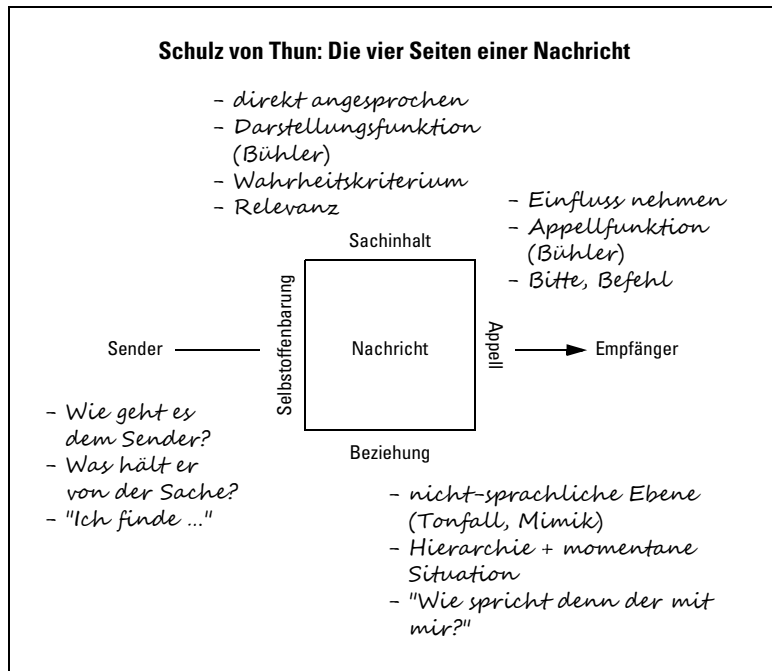 Schulz von Thun: Die vier Seiten einer Nachricht
- direkt angesprochen
- Darstellungsfunktion
(Bühler)
- Wahrheitskriterium
- Relevanz
- Einfluss nehmen
- Appellfunktion
(Bühler)
- Bitte, Befehl
Sachinhalt
Selbstoffenbarung
Appell
Sender
Nachricht
Empfänger
Beziehung
- Wie geht es
dem Sender?
- Was hält er
von der Sache?
- "Ich finde ..."
- nicht-sprachliche Ebene
(Tonfall, Mimik)
- Hierarchie + momentane
Situation
- "Wie spricht denn der mit
mir?"